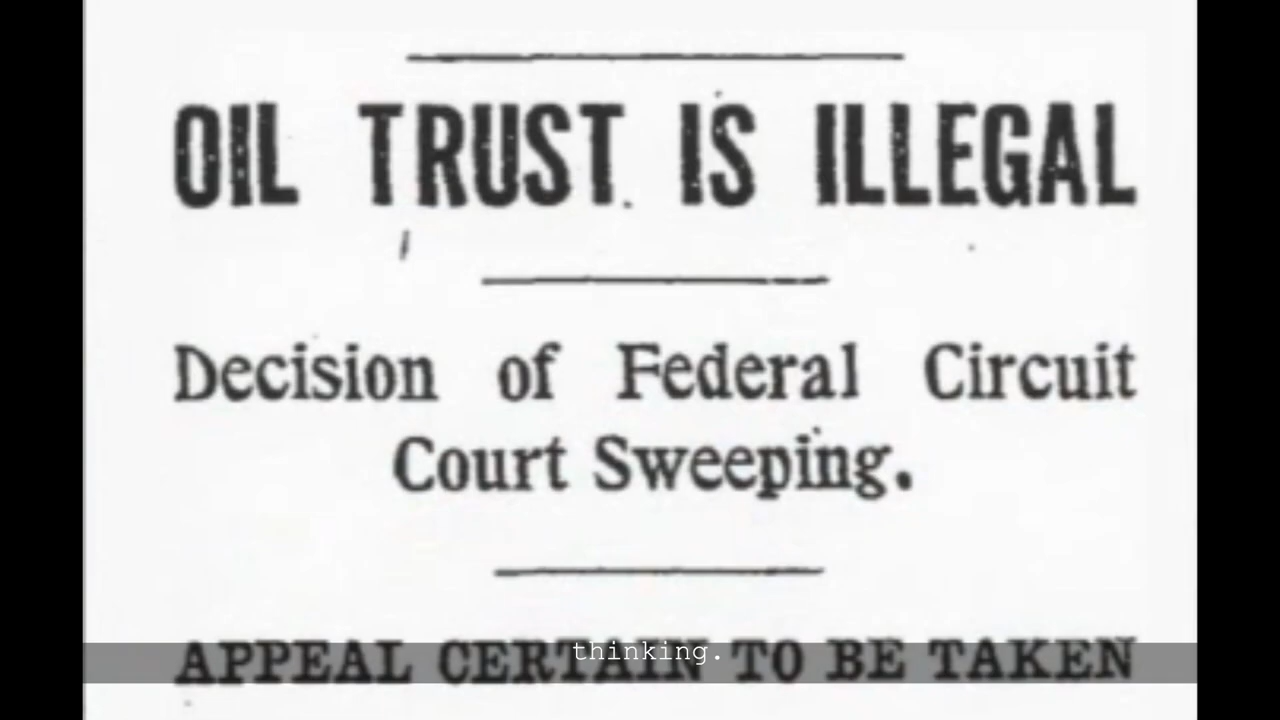 OIL TRUST IS ILLEGAL
Decision of Federal Circuit
Court Sweeping.
APPEAL CERTAIN TO BE TAKEN
thinking.